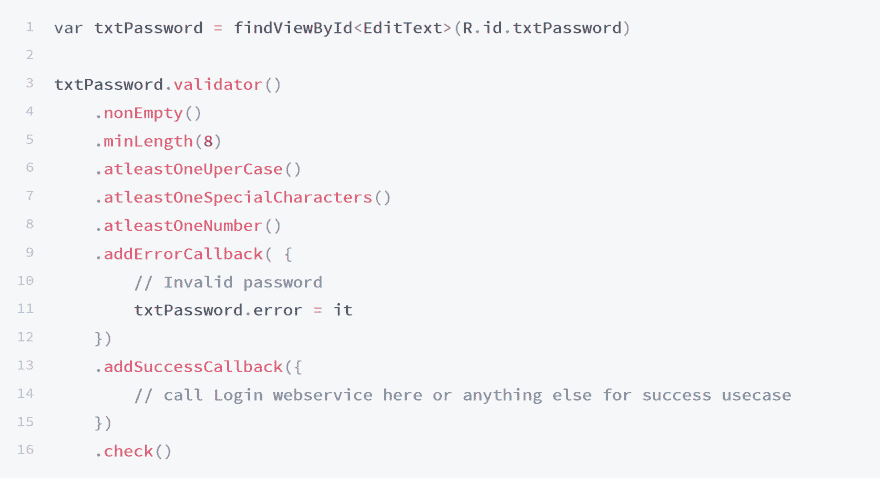 1 var txtPassword = findViewById<EditText>(R.id.txtPassword)
2
3 txtPassword.validator()
4     .nonEmpty()
5     .minLength(8)
6     .atleastOneUperCase()
7     .atleastOneSpecialCharacters()
8     .atleastOneNumber()
9     .addErrorCallback( {
10         // Invalid password
11         txtPassword.error = it
12     })
13     .addSuccessCallback({
14         // call Login webservice here or anything else for success usecase
15     })
16     .check()